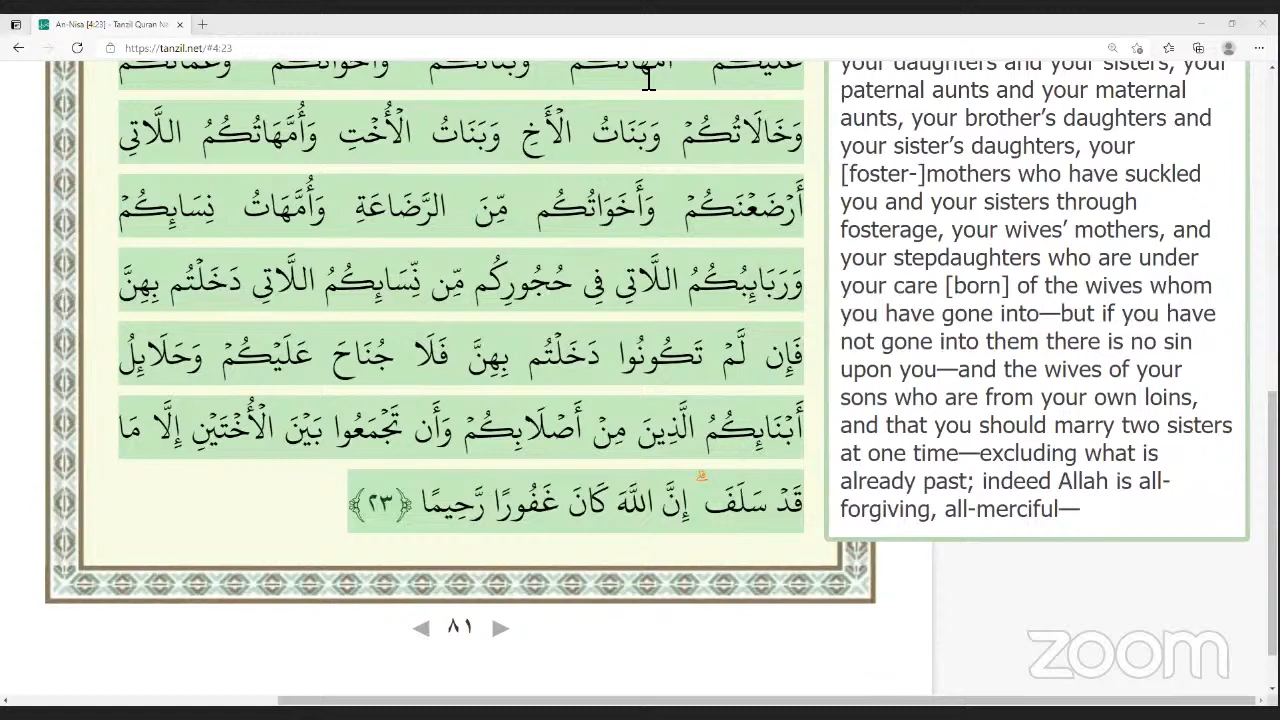 An-Nisa [4:23] - Tanzil Quran Na
https://tanzil.net/#4:23
عَلَيْكُمْ أُمَّهَاتُكُمْ وَبَنَاتُكُمْ وَأَخَوَاتُكُمْ وَعَمَّاتُكُمْ
وَخَالَاتُكُمْ وَبَنَاتُ الْأَخِ وَبَنَاتُ الْأُخْتِ وَأُمَّهَاتُكُمُ اللَّاتِي
أَرْضَعْنَكُمْ وَأَخَوَاتُكُم مِّنَ الرَّضَاعَةِ وَأُمَّهَاتُ نِسَائِكُمْ
وَرَبَائِبُكُمُ اللَّاتِي فِي حُجُورِكُم مِّن نِّسَائِكُمُ اللَّاتِي دَخَلْتُم بِهِنَّ
فَإِن لَّمْ تَكُونُوا دَخَلْتُم بِهِنَّ فَلَا جُنَاحَ عَلَيْكُمْ وَحَلَائِلُ
أَبْنَائِكُمُ الَّذِينَ مِنْ أَصْلَابِكُمْ وَأَن تَجْمَعُوا بَيْنَ الْأُخْتَيْنِ إِلَّا مَا
قَدْ سَلَفَ ۗ إِنَّ اللَّهَ كَانَ غَفُورًا رَّحِيمًا ﴿٢٣﴾
٨١
your daughters and your sisters, your
paternal aunts and your maternal
aunts, your brother’s daughters and
your sister’s daughters, your
[foster-]mothers who have suckled
you and your sisters through
fosterage, your wives’ mothers, and
your stepdaughters who are under
your care [born] of the wives whom
you have gone into—but if you have
not gone into them there is no sin
upon you—and the wives of your
sons who are from your own loins,
and that you should marry two sisters
at one time—excluding what is
already past; indeed Allah is all-
forgiving, all-merciful—
zoom